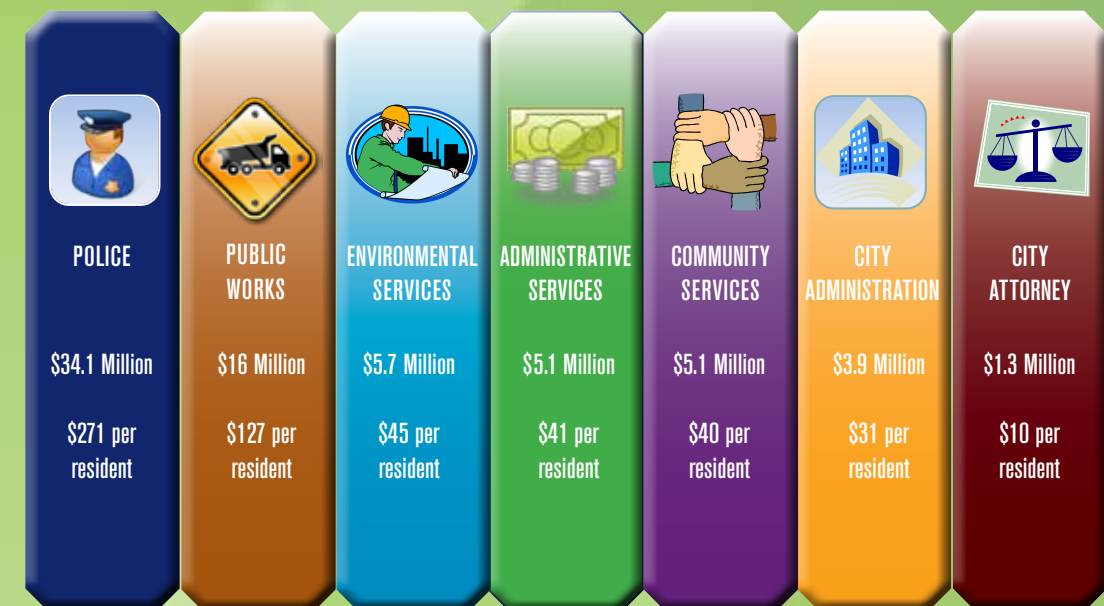 POLICE
$34.1 Million
$271 per
resident
PUBLIC
WORKS
$16 Million
$127 per
resident
ENVIRONMENTAL
SERVICES
$5.7 Million
$45 per
resident
ADMINISTRATIVE
SERVICES
$5.1 Million
$41 per
resident
COMMUNITY
SERVICES
$5.1 Million
$40 per
resident
CITY
ADMINISTRATION
$3.9 Million
$31 per
resident
CITY
ATTORNEY
$1.3 Million
$10 per
resident